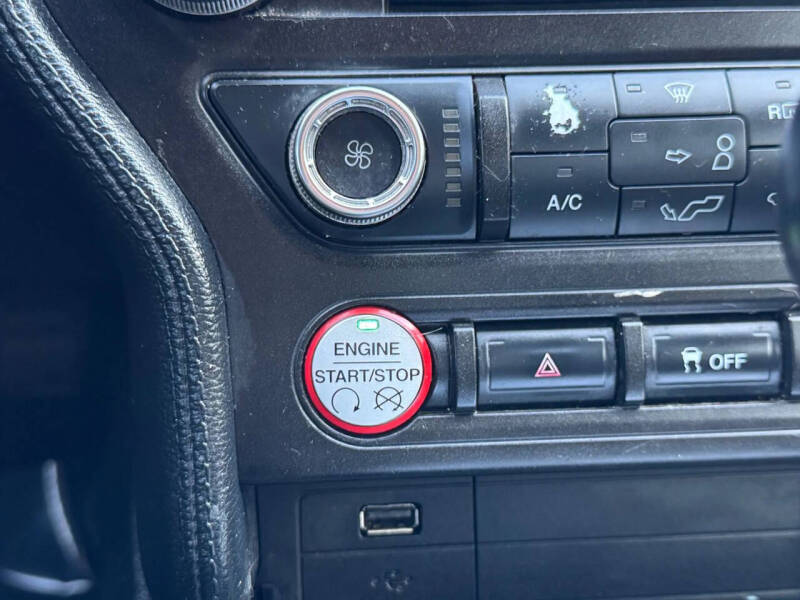 R
A/C
ENGINE
START/STOP
OFF